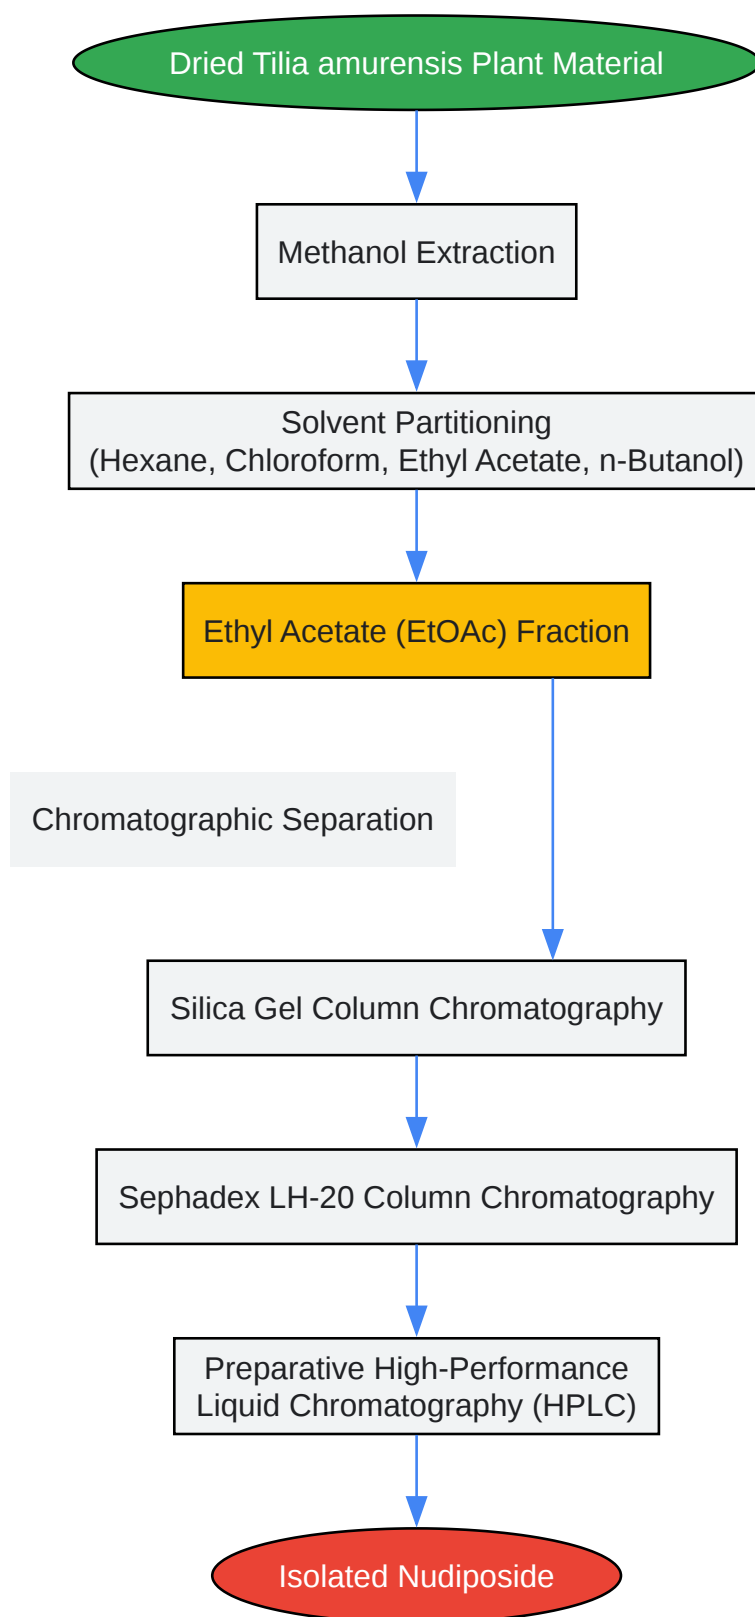 Dried Tilia amurensis Plant Material
Methanol Extraction
Solvent Partitioning
(Hexane, Chloroform, Ethyl Acetate, n-Butanol)
Ethyl Acetate (EtOAc) Fraction
Chromatographic Separation
Silica Gel Column Chromatography
Sephadex LH-20 Column Chromatography
Preparative High-Performance
Liquid Chromatography (HPLC)
Isolated Nudiposide